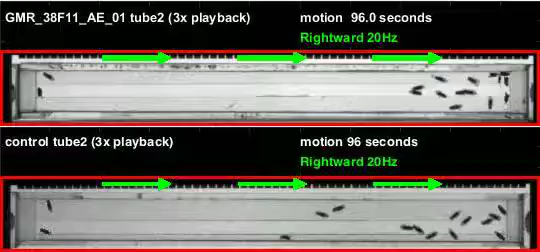 GMR_38F11_AE_01 tube2 (3x playback)
motion  96.0 seconds
Rightward 20Hz
control tube2 (3x playback)
motion 96 seconds
Rightward 20Hz